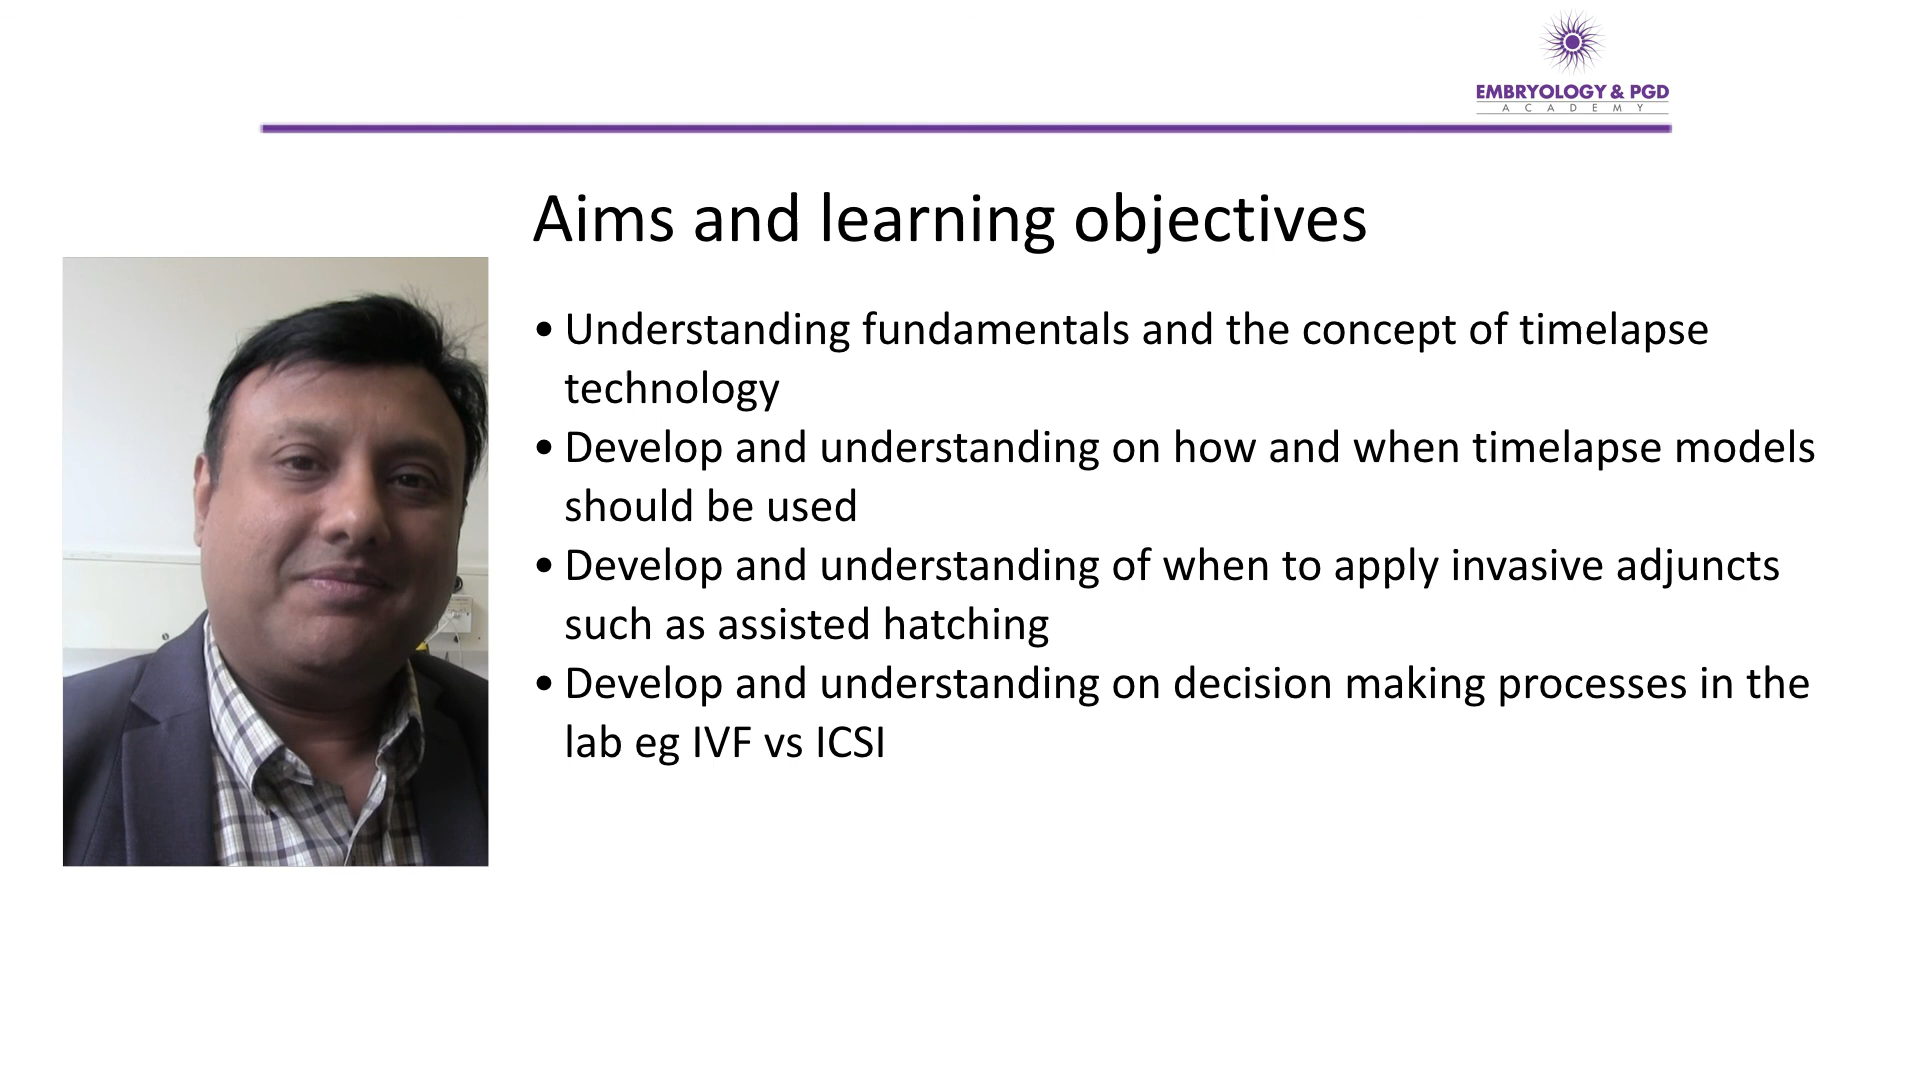 EMBRYOLOGY & PGD
ACADEMY
Aims and learning objectives
• Understanding fundamentals and the concept of timelapse
technology
• Develop and understanding on how and when timelapse models
should be used
• Develop and understanding of when to apply invasive adjuncts
such as assisted hatching
• Develop and understanding on decision making processes in the
lab eg IVF vs ICSI